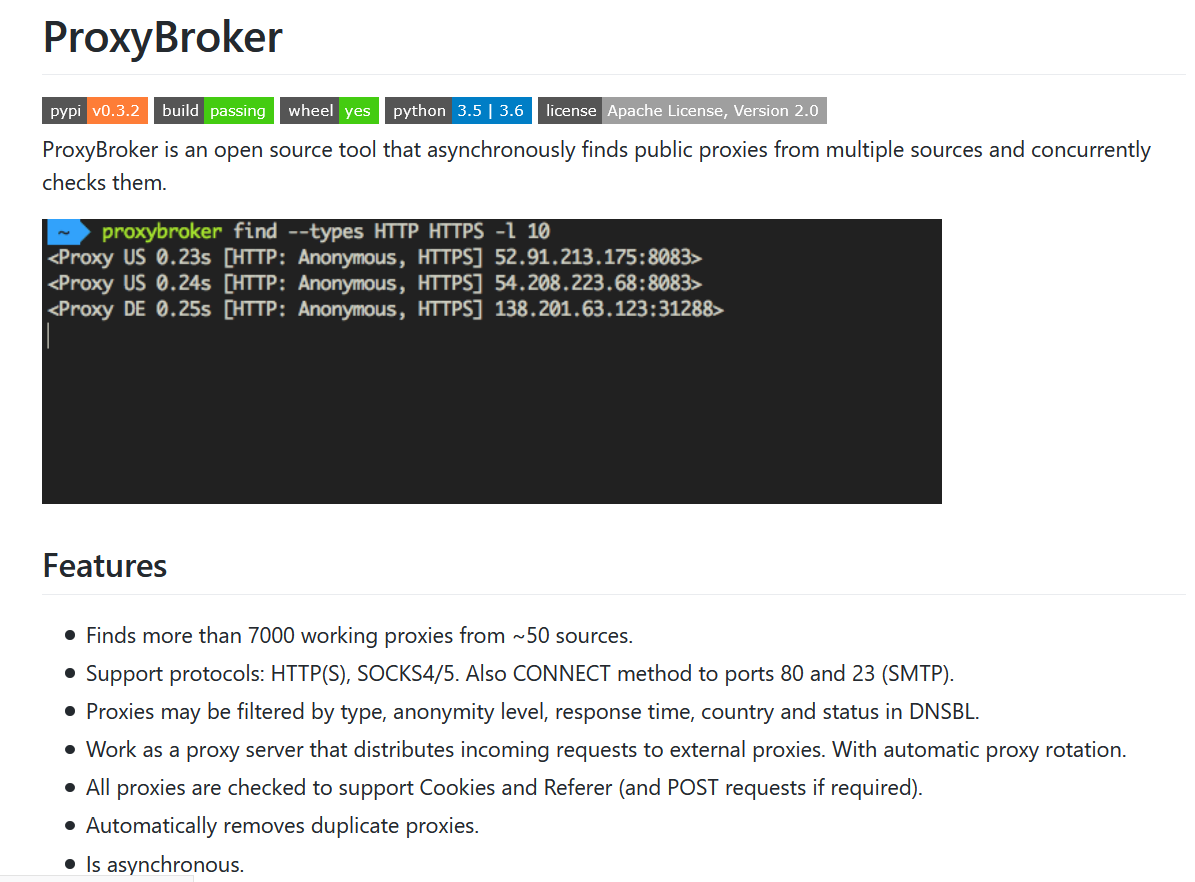 ProxyBroker
pypi v0.3.2 build passing wheel yes python 3.5 | 3.6 license Apache License, Version 2.0
ProxyBroker is an open source tool that asynchronously finds public proxies from multiple sources and concurrently
checks them.
~ proxybroker find --types HTTP HTTPS -l 10
<Proxy US 0.23s [HTTP: Anonymous, HTTPS] 52.91.213.175:8083>
<Proxy US 0.24s [HTTP: Anonymous, HTTPS] 54.208.223.68:8083>
<Proxy DE 0.25s [HTTP: Anonymous, HTTPS] 138.201.63.123:31288>
Features
• Finds more than 7000 working proxies from ~50 sources.
• Support protocols: HTTP(S), SOCKS4/5. Also CONNECT method to ports 80 and 23 (SMTP).
• Proxies may be filtered by type, anonymity level, response time, country and status in DNSBL.
• Work as a proxy server that distributes incoming requests to external proxies. With automatic proxy rotation.
• All proxies are checked to support Cookies and Referer (and POST requests if required).
• Automatically removes duplicate proxies.
• Is asynchronous.